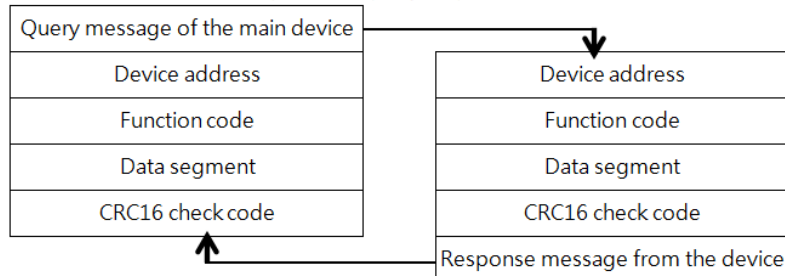 Query message of the main device
Device address
Function code
Data segment
CRC16 check code
Device address
Function code
Data segment
CRC16 check code
Response message from the device